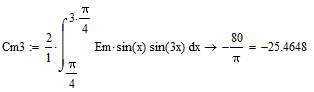 Cm3 := 2/1 · ∫_{π/4}^{3·π/4} Em·sin(x) sin(3x) dx → -80/π = -25.4648